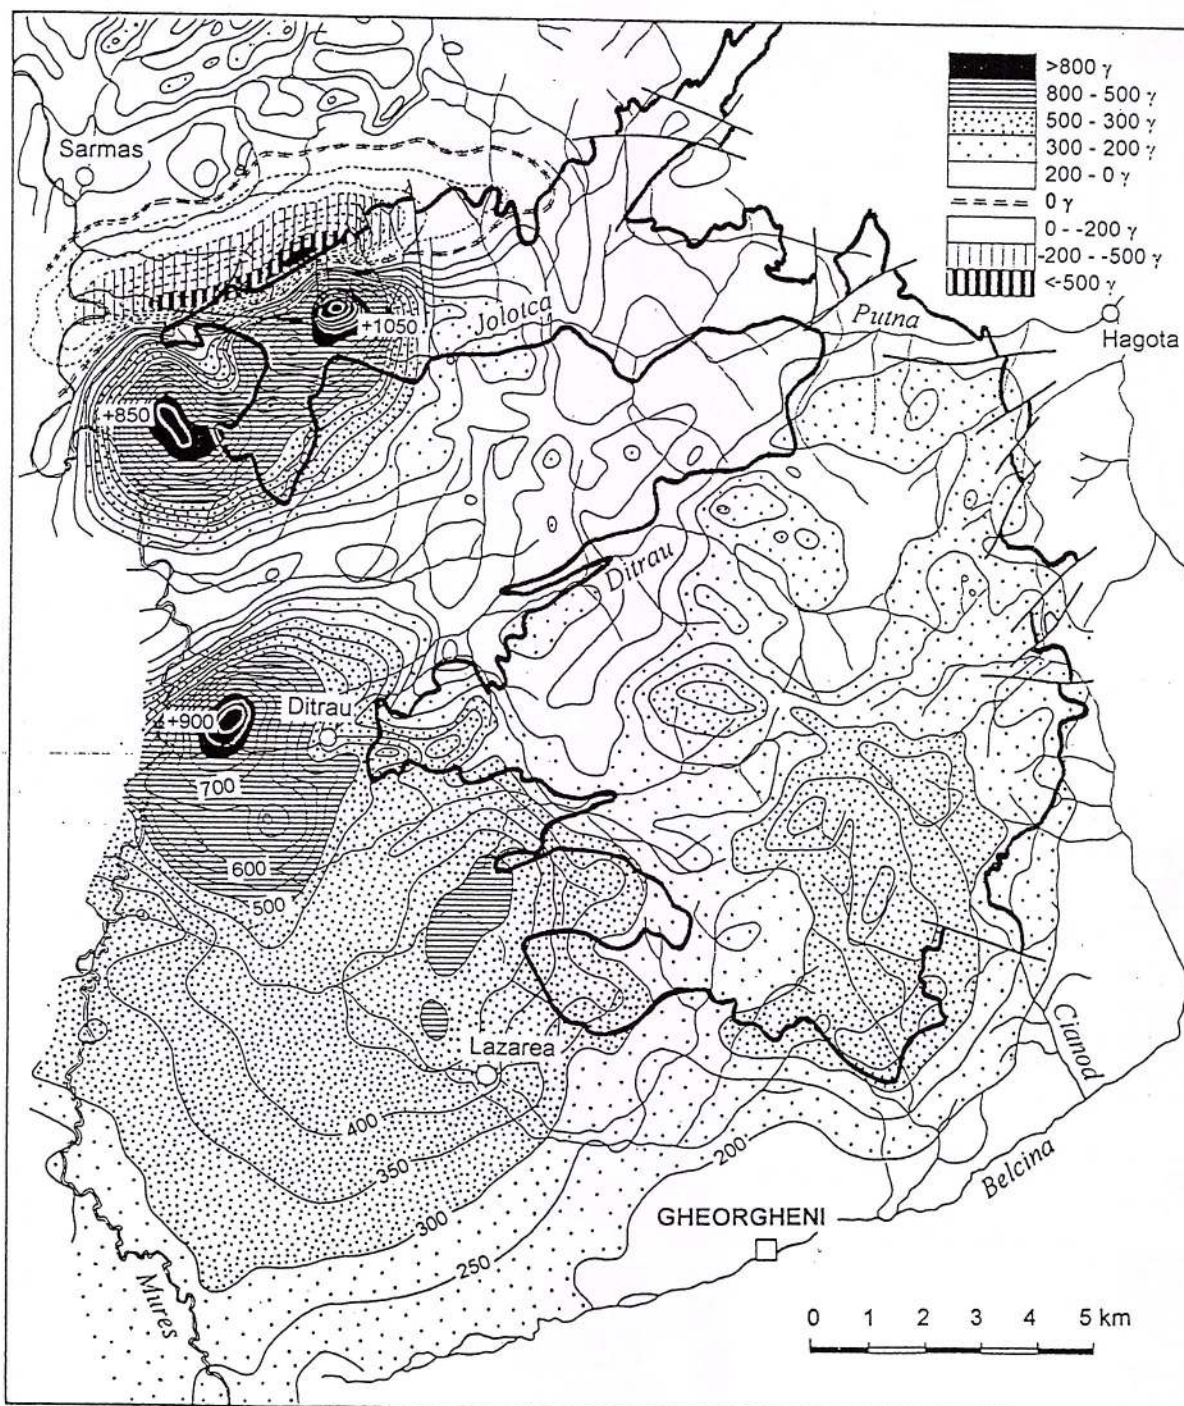 >800 γ
800 - 500 γ
500 - 300 γ
300 - 200 γ
200 - 0 γ
0 γ
0 - -200 γ
-200 - -500 γ
<-500 γ
Sarmas
Jolotca
Putna
Hagota
+1050
+850
Ditrau
+900
Ditrau
700
600
500
Lazarea
400
350
300
250
200
Cianod
Belcina
GHEORGHENI
Mures
0 1 2 3 4 5 km